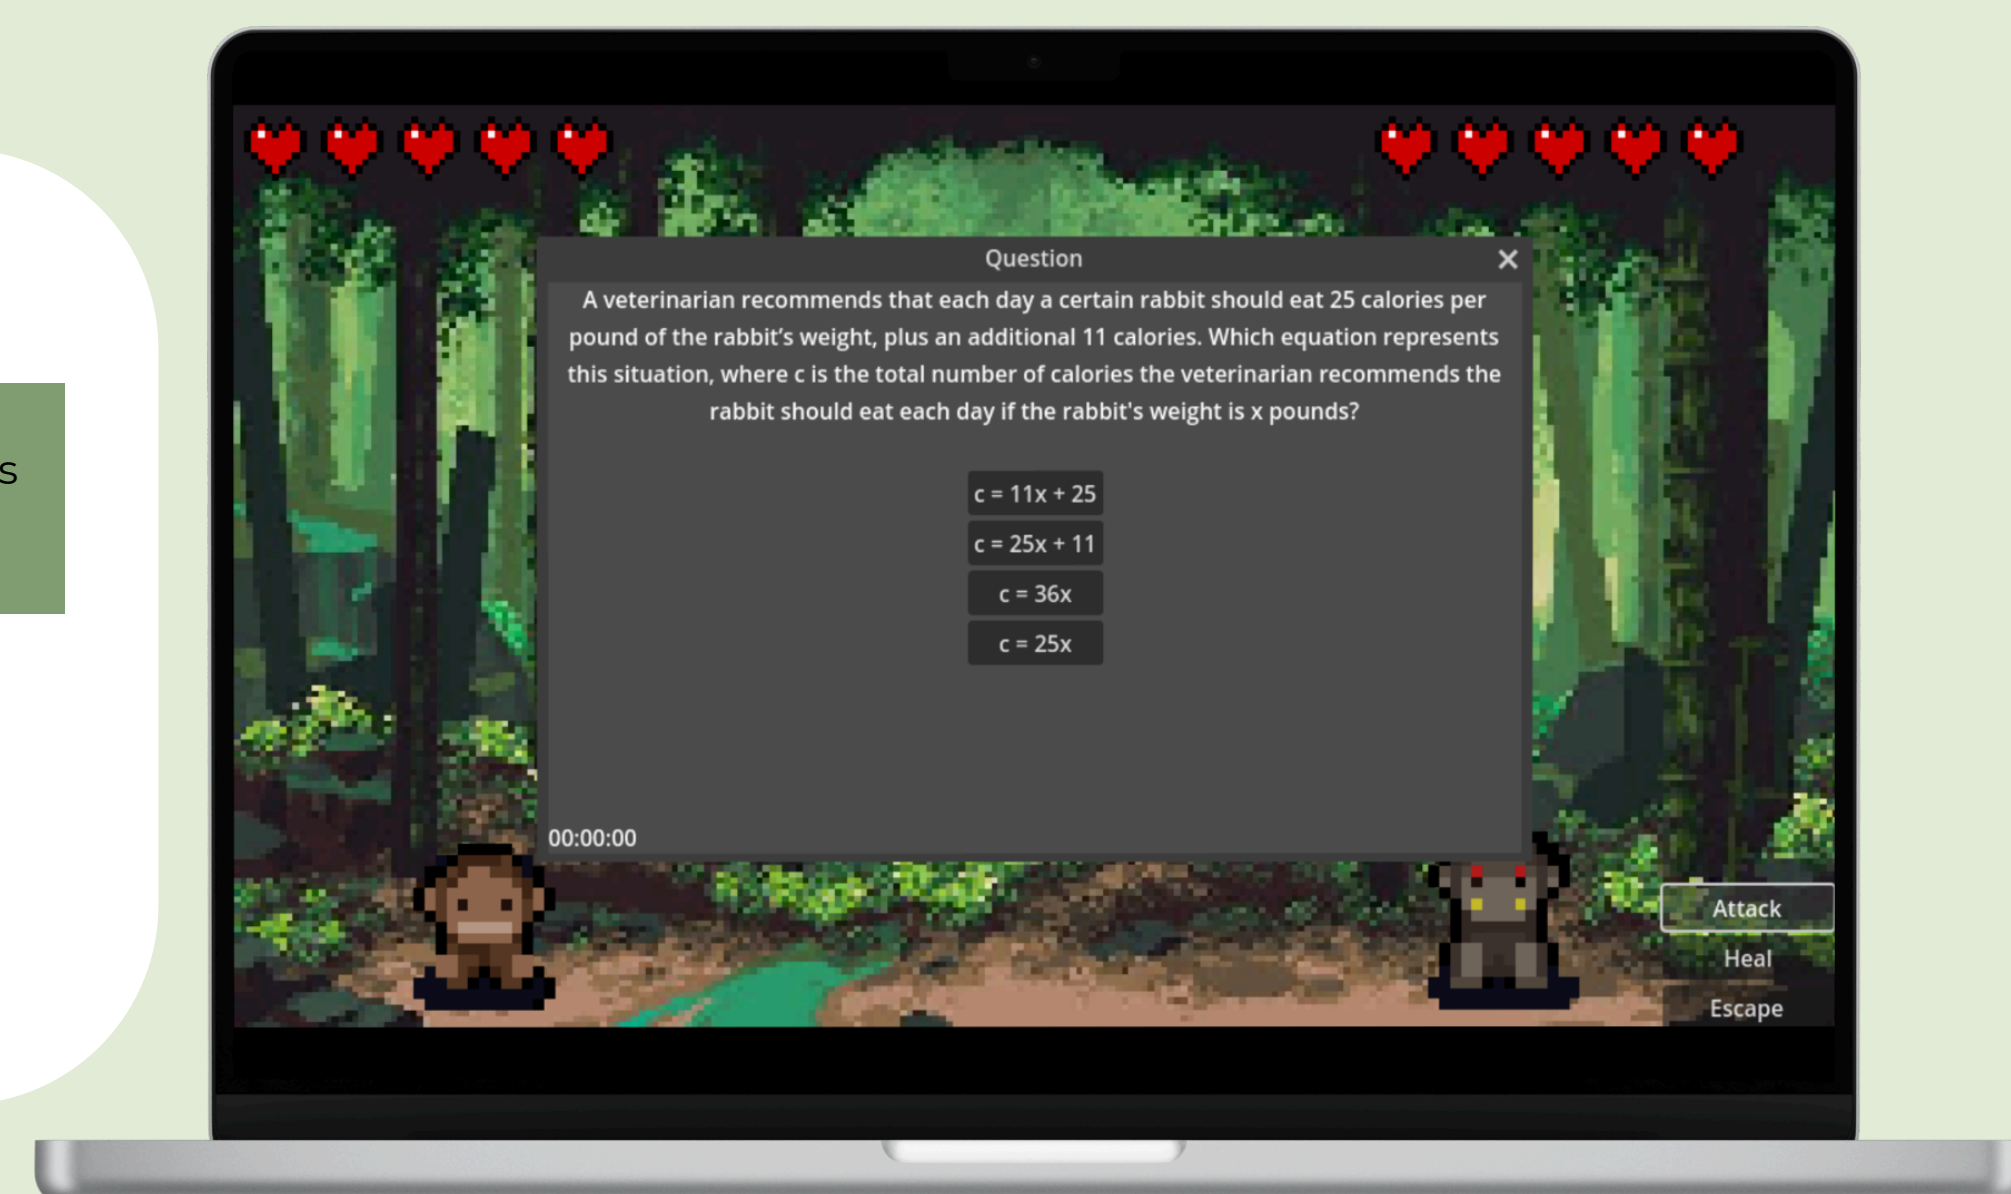 s
Question
A veterinarian recommends that each day a certain rabbit should eat 25 calories per
pound of the rabbit's weight, plus an additional 11 calories. Which equation represents
this situation, where c is the total number of calories the veterinarian recommends the
rabbit should eat each day if the rabbit's weight is x pounds?
c = 11x + 25
c = 25x + 11
c = 36x
c = 25x
00:00:00
Attack
Heal
Escape